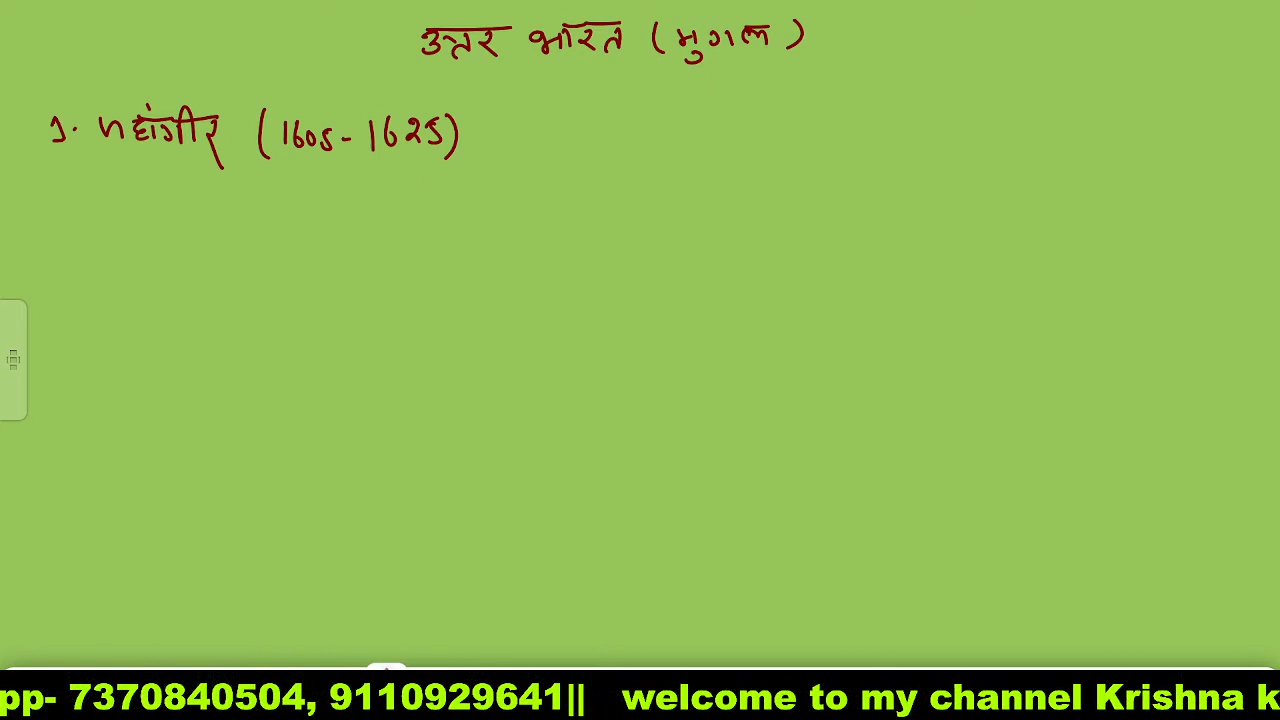 उत्तर भारत (मुगल)
1. जहांगीर (1605-1625)
pp- 7370840504, 9110929641|| welcome to my channel Krishna k